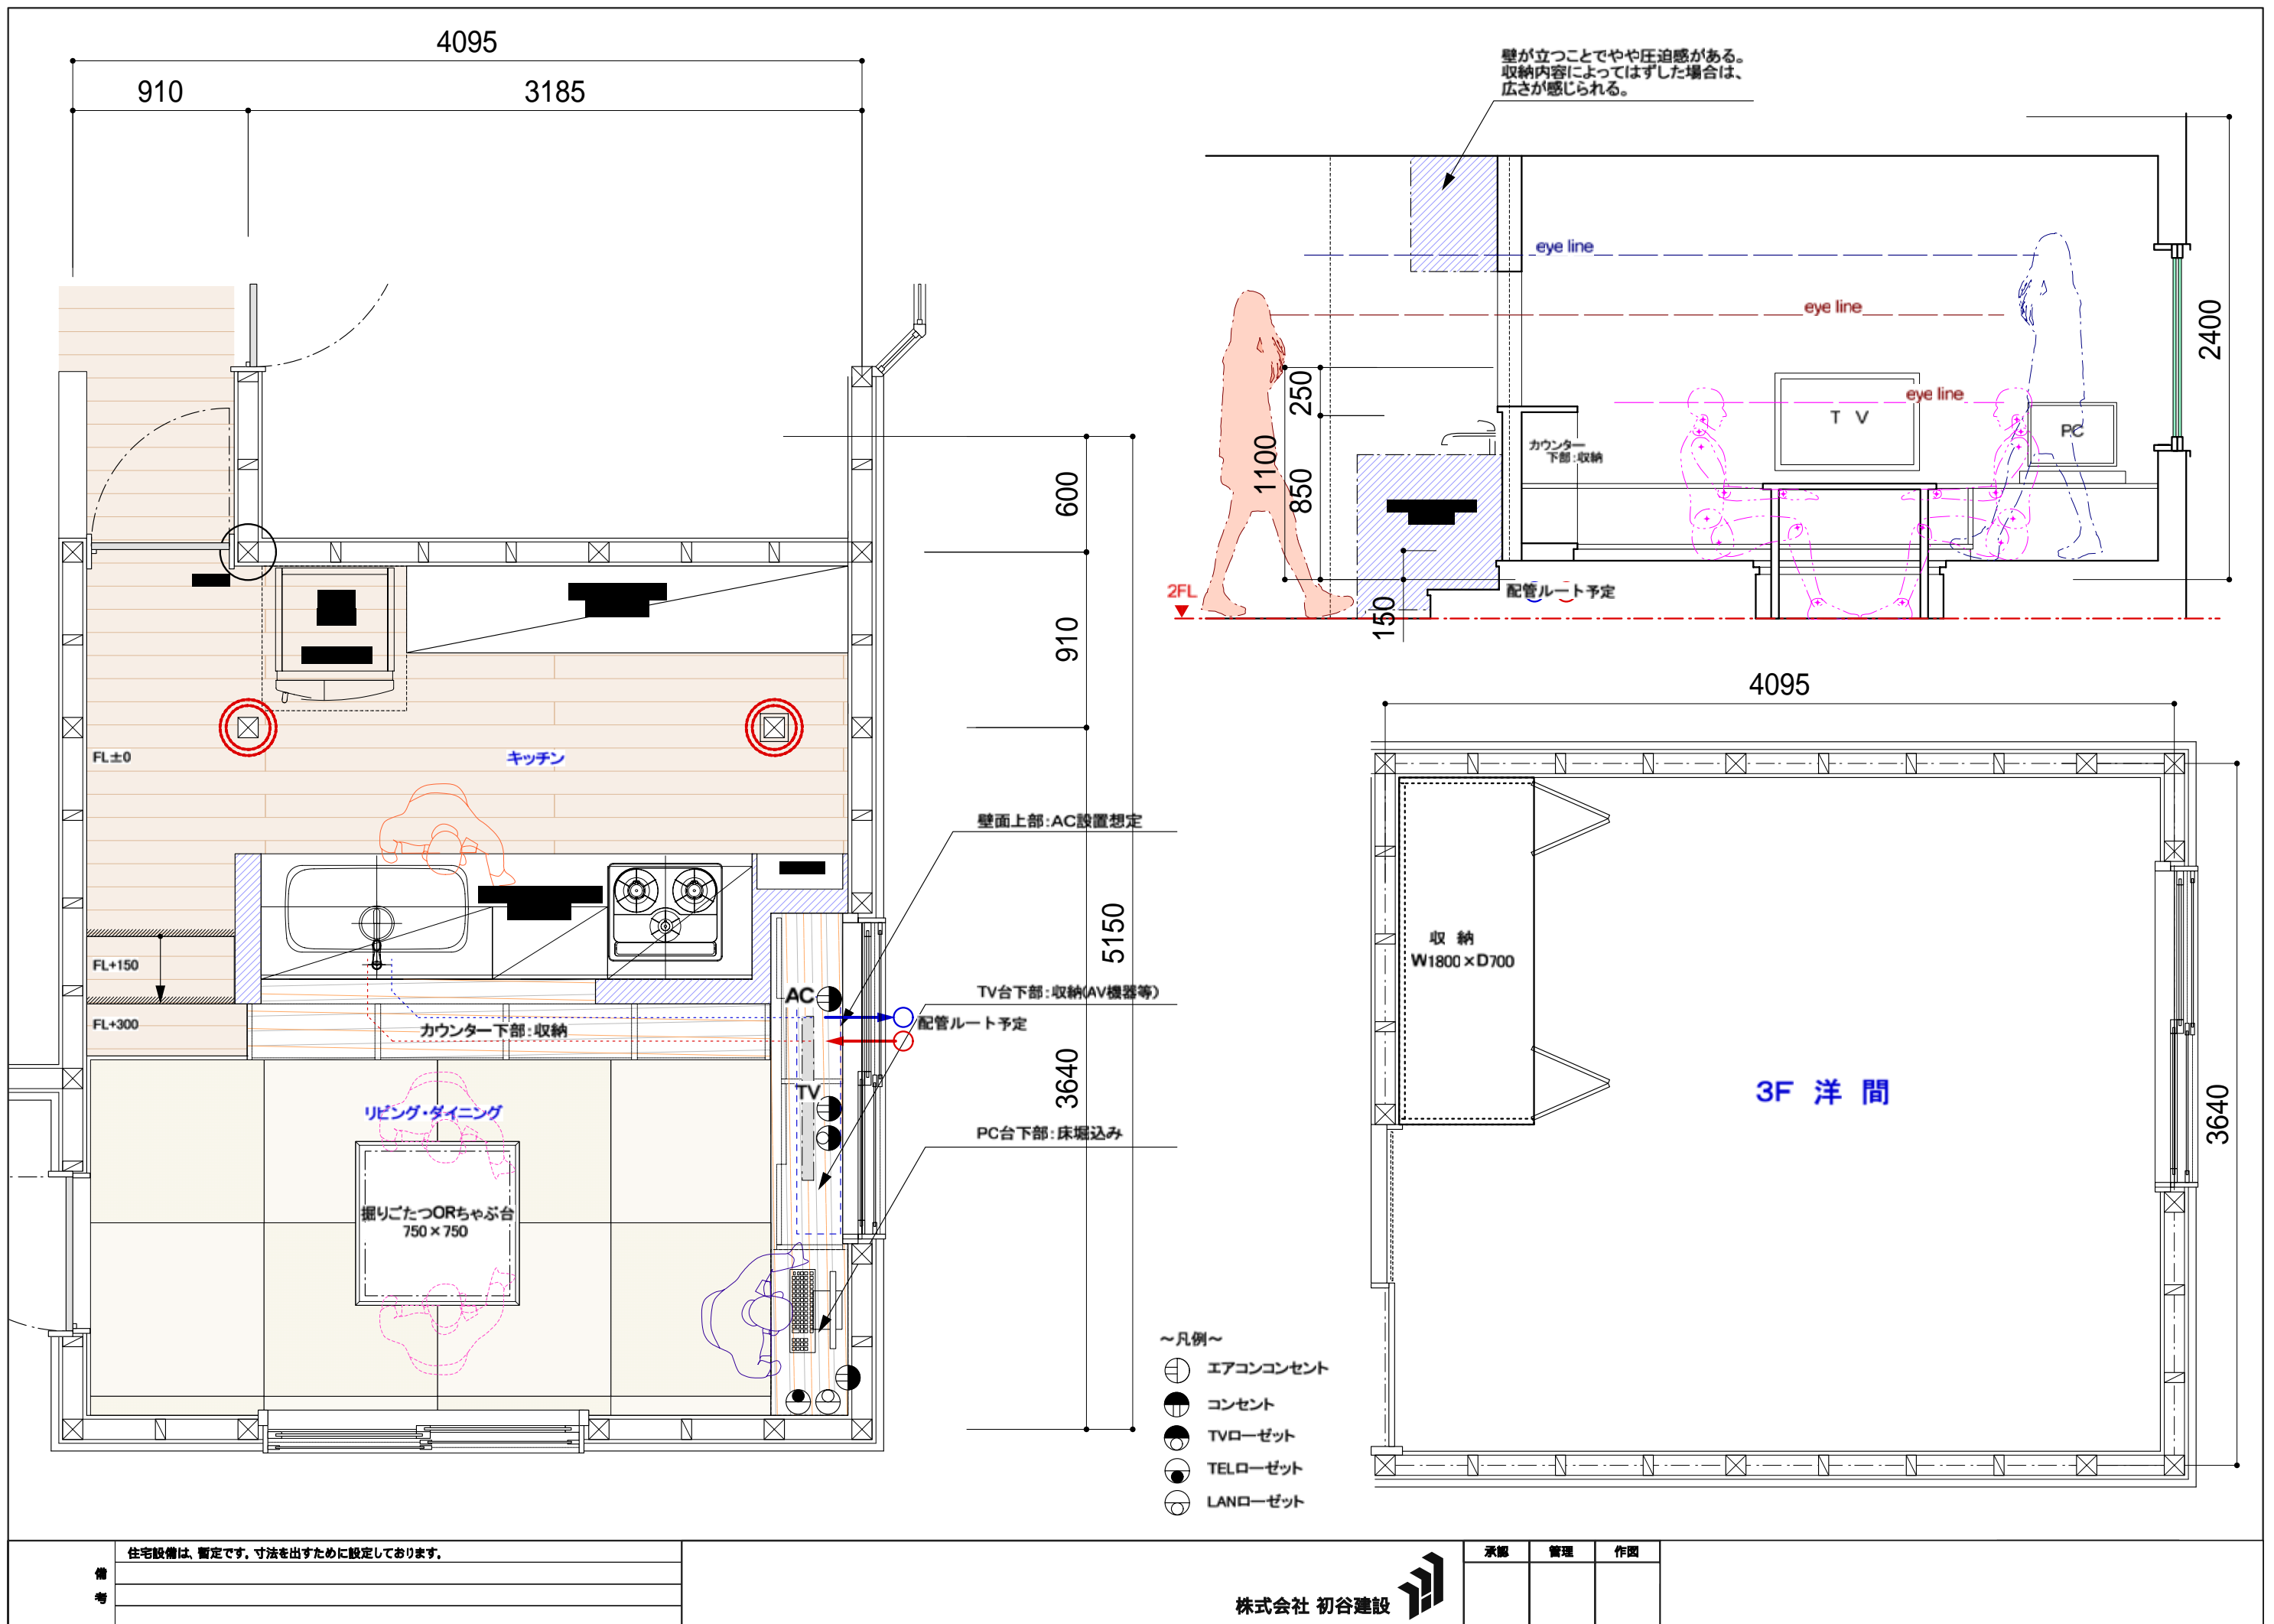 4095
910
3185
600
910
5150
3640
FL±0
キッチン
FL+150
FL+300
カウンター下部:収納
AC
TV
リビング・ダイニング
掘りごたつORちゃぶ台
750×750
壁面上部:AC設置想定
TV台下部:収納(AV機器等)
配管ルート予定
PC台下部:床堀込み
壁が立つことでやや圧迫感がある。
収納内容によってはずした場合は、
広さが感じられる。
eye line
eye line
eye line
2400
250
1100
850
150
カウンター
下部:収納
T V
PC
2FL
配管ルート予定
4095
収 納
W1800×D700
3F 洋 間
3640
~凡例~
エアコンコンセント
コンセント
TVローゼット
TELローゼット
LANローゼット
備考
住宅設備は、暫定です。寸法を出すために設定しております。
株式会社 初谷建設
承認
管理
作図